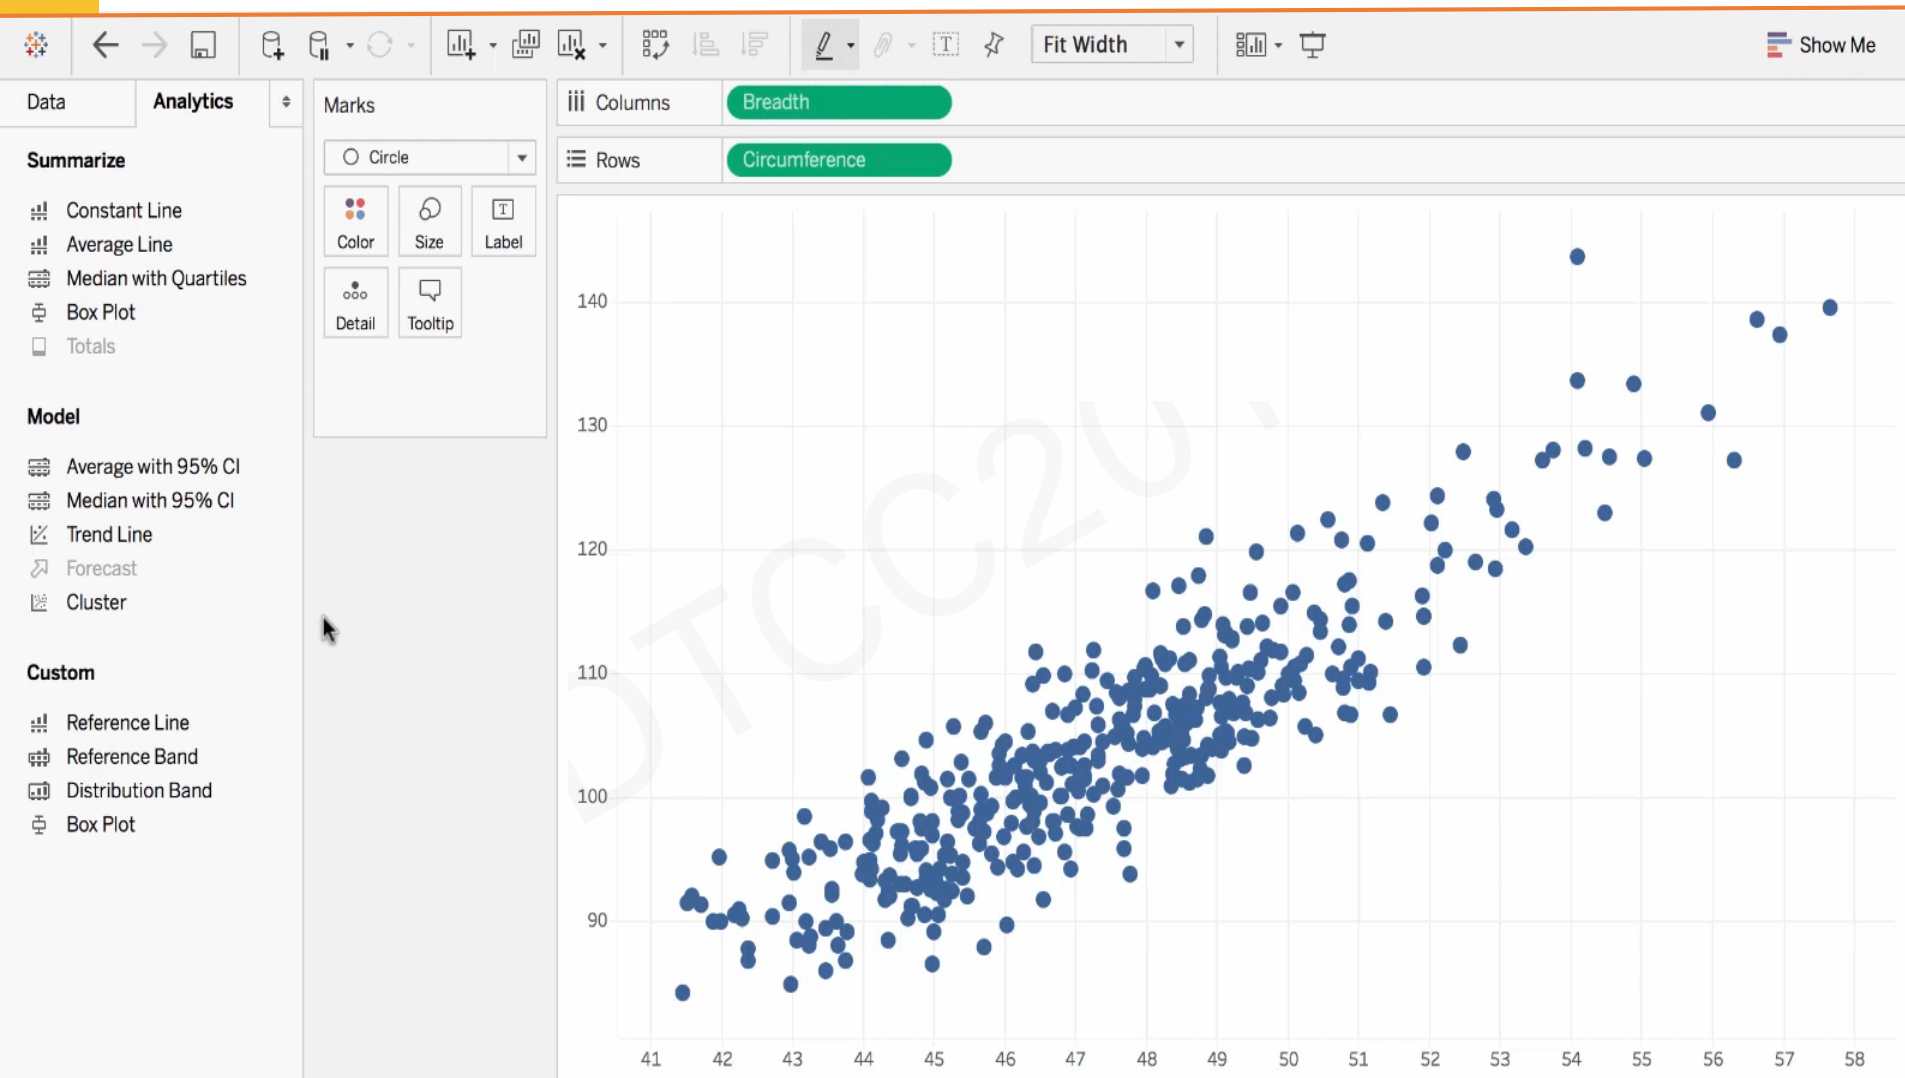 Fit Width
Show Me
Data
Analytics
Marks
Columns
Breadth
Rows
Circumference
Summarize
Constant Line
Average Line
Median with Quartiles
Box Plot
Totals
Circle
Color
Size
Label
Detail
Tooltip
Model
Average with 95% CI
Median with 95% CI
Trend Line
Forecast
Cluster
Custom
Reference Line
Reference Band
Distribution Band
Box Plot
140
130
120
110
100
90
41 42 43 44 45 46 47 48 49 50 51 52 53 54 55 56 57 58